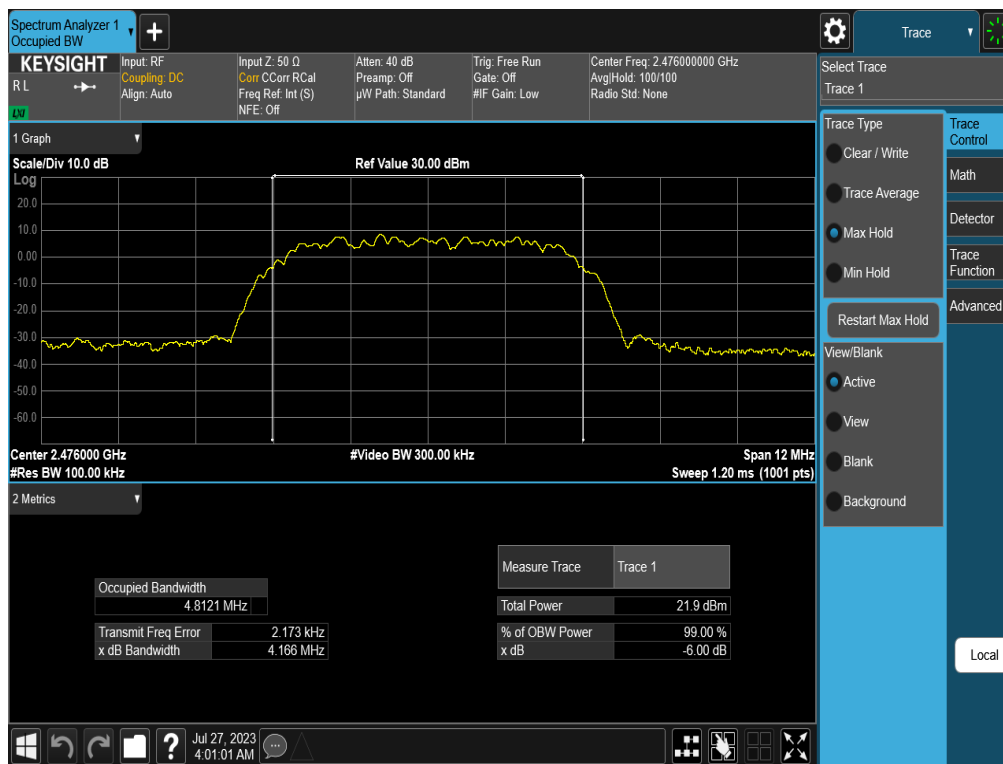 Spectrum Analyzer 1
Occupied BW
Trace
KEYSIGHT
R L
LXI
Input: RF
Coupling: DC
Align: Auto
Input Z: 50 Ω
Corr CCorr RCal
Freq Ref: Int (S)
NFE: Off
Atten: 40 dB
Preamp: Off
µW Path: Standard
Trig: Free Run
Gate: Off
#IF Gain: Low
Center Freq: 2.476000000 GHz
Avg|Hold: 100/100
Radio Std: None
Select Trace
Trace 1
1 Graph
Scale/Div 10.0 dB
Ref Value 30.00 dBm
Log
20.0
10.0
0.00
-10.0
-20.0
-30.0
-40.0
-50.0
-60.0
Center 2.476000 GHz
#Video BW 300.00 kHz
Span 12 MHz
#Res BW 100.00 kHz
Sweep 1.20 ms (1001 pts)
Trace Type
Clear / Write
Trace Average
Max Hold
Min Hold
Restart Max Hold
View/Blank
Active
View
Blank
Background
Trace
Control
Math
Detector
Trace
Function
Advanced
Local
2 Metrics
Measure Trace
Trace 1
Occupied Bandwidth
4.8121 MHz
Total Power
21.9 dBm
Transmit Freq Error
2.173 kHz
% of OBW Power
99.00 %
x dB Bandwidth
4.166 MHz
x dB
-6.00 dB
?
Jul 27, 2023
4:01:01 AM